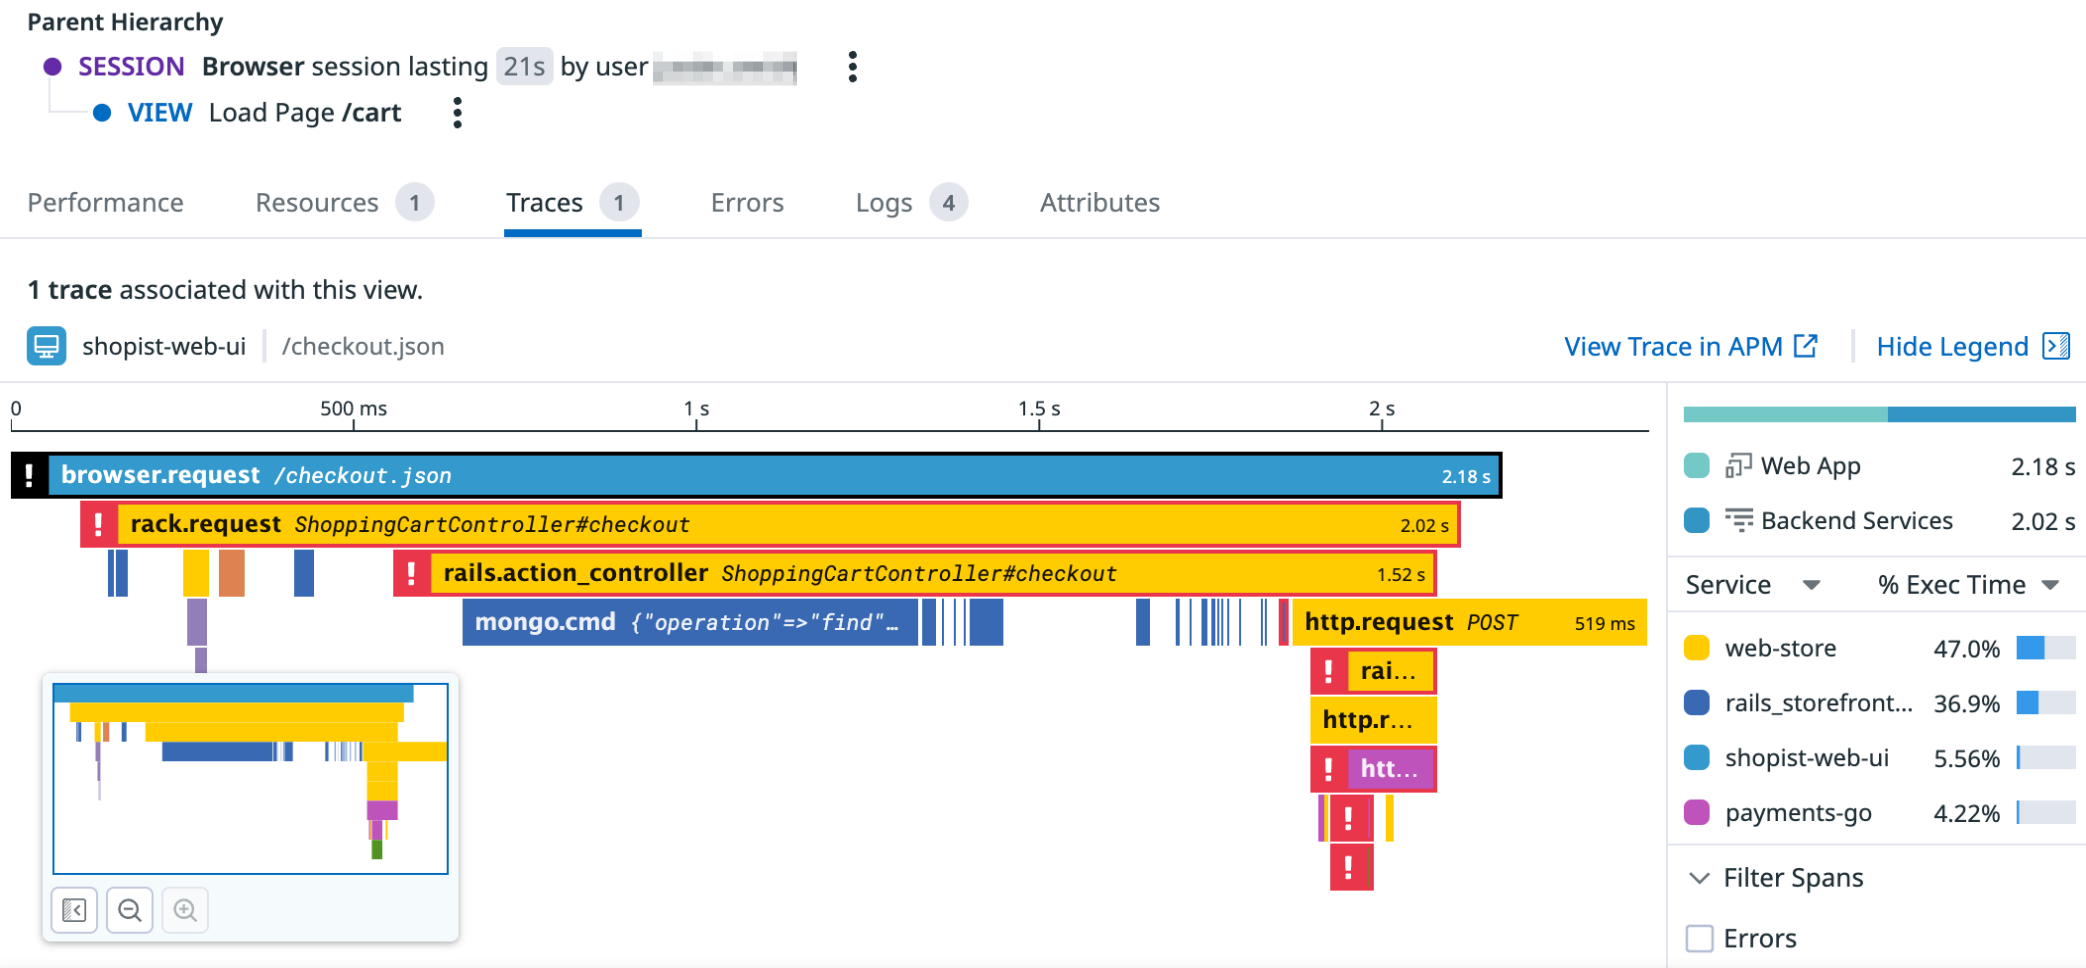 Parent Hierarchy
SESSION Browser session lasting 21s by user
VIEW Load Page /cart
Performance Resources 1 Traces 1 Errors Logs 4 Attributes
1 trace associated with this view.
shopist-web-ui /checkout.json View Trace in APM Hide Legend
0 500 ms 1 s 1.5 s 2 s
! browser.request /checkout.json 2.18 s
Web App 2.18 s
! rack.request ShoppingCartController#checkout 2.02 s
Backend Services 2.02 s
! rails.action_controller ShoppingCartController#checkout 1.52 s
Service % Exec Time
mongo.cmd {"operation"=>"find"… http.request POST 519 ms
web-store 47.0%
! rai...
rails_storefront... 36.9%
http.r...
shopist-web-ui 5.56%
! htt...
payments-go 4.22%
!
!
Filter Spans
Errors